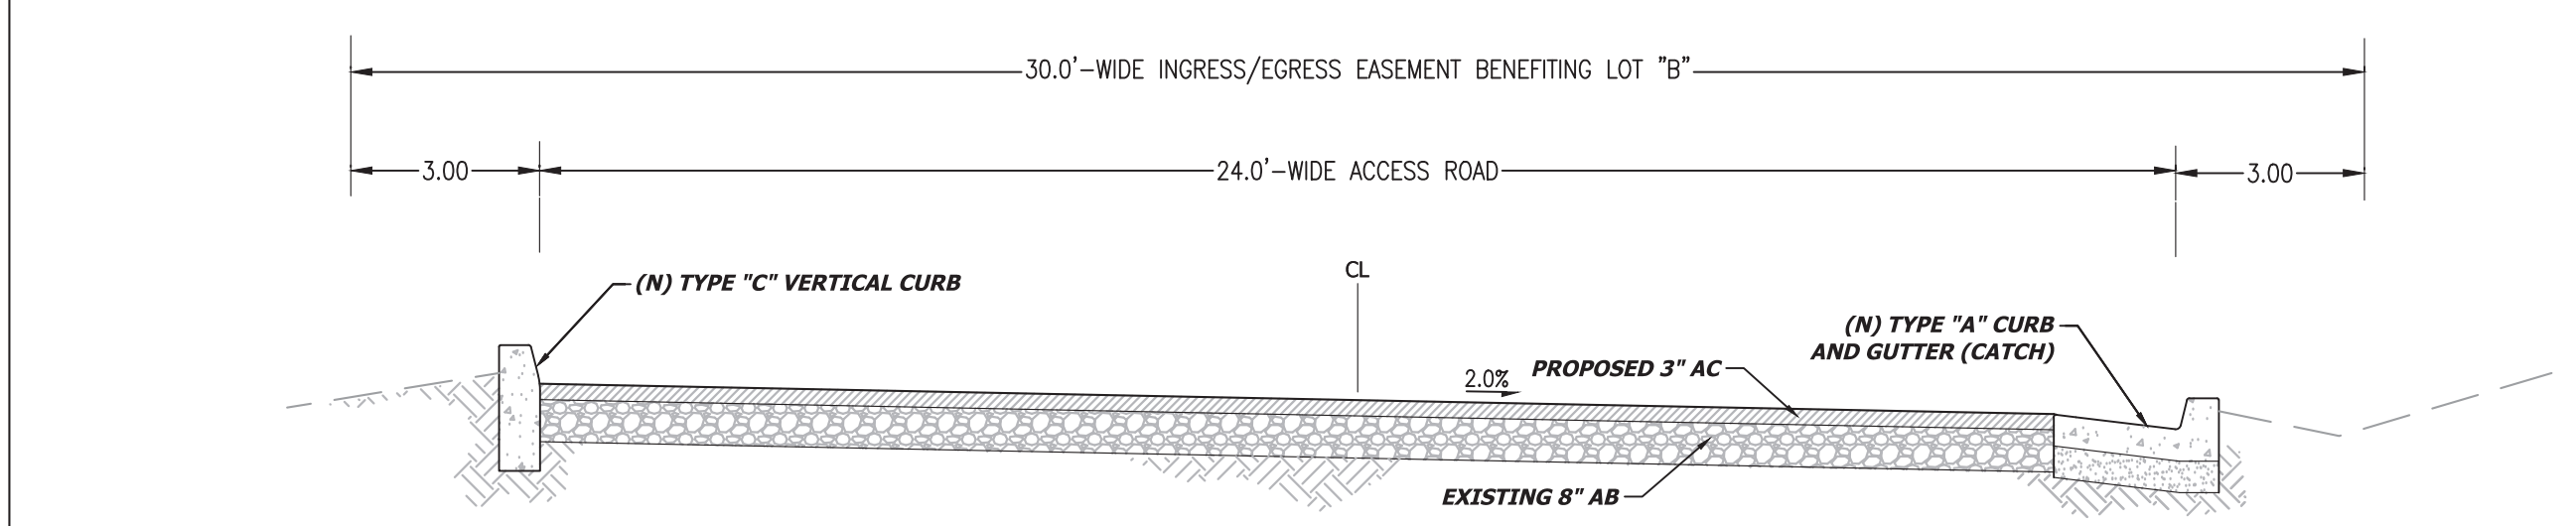 30.0'-WIDE INGRESS/EGRESS EASEMENT BENEFITING LOT "B"
3.00
24.0'-WIDE ACCESS ROAD
3.00
CL
(N) TYPE "C" VERTICAL CURB
(N) TYPE "A" CURB
AND GUTTER (CATCH)
2.0%
PROPOSED 3" AC
EXISTING 8" AB